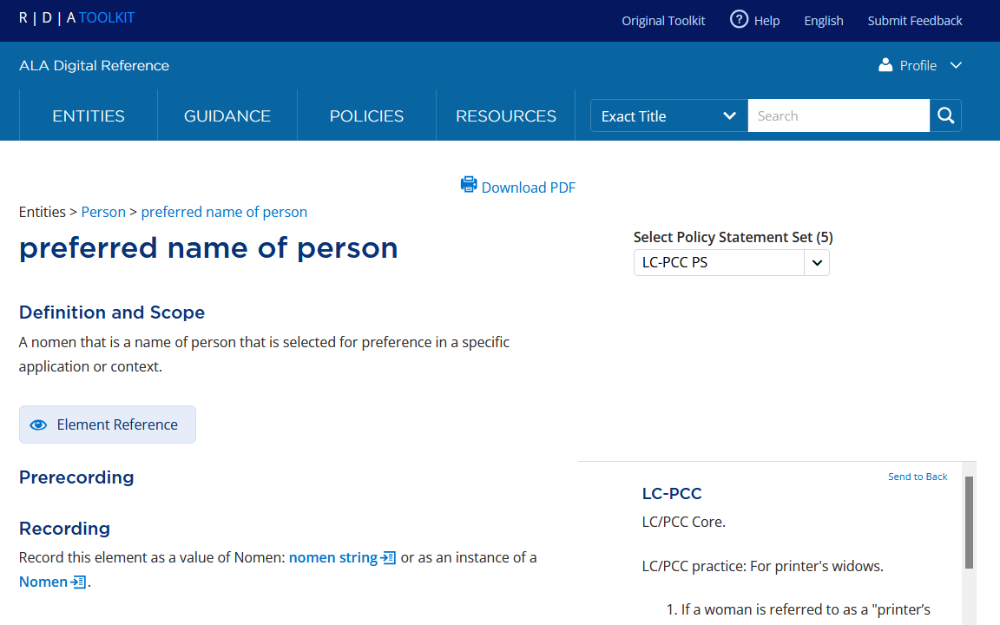 R | D | A TOOLKIT
Original Toolkit Help English Submit Feedback
ALA Digital Reference
Profile
ENTITIES GUIDANCE POLICIES RESOURCES Exact Title Search
Download PDF
Entities > Person > preferred name of person
preferred name of person
Select Policy Statement Set (5)
LC-PCC PS
Definition and Scope
A nomen that is a name of person that is selected for preference in a specific
application or context.
Element Reference
Prerecording
Recording
Record this element as a value of Nomen: nomen string or as an instance of a
Nomen.
Send to Back
LC-PCC
LC/PCC Core.
LC/PCC practice: For printer's widows.
1. If a woman is referred to as a "printer’s